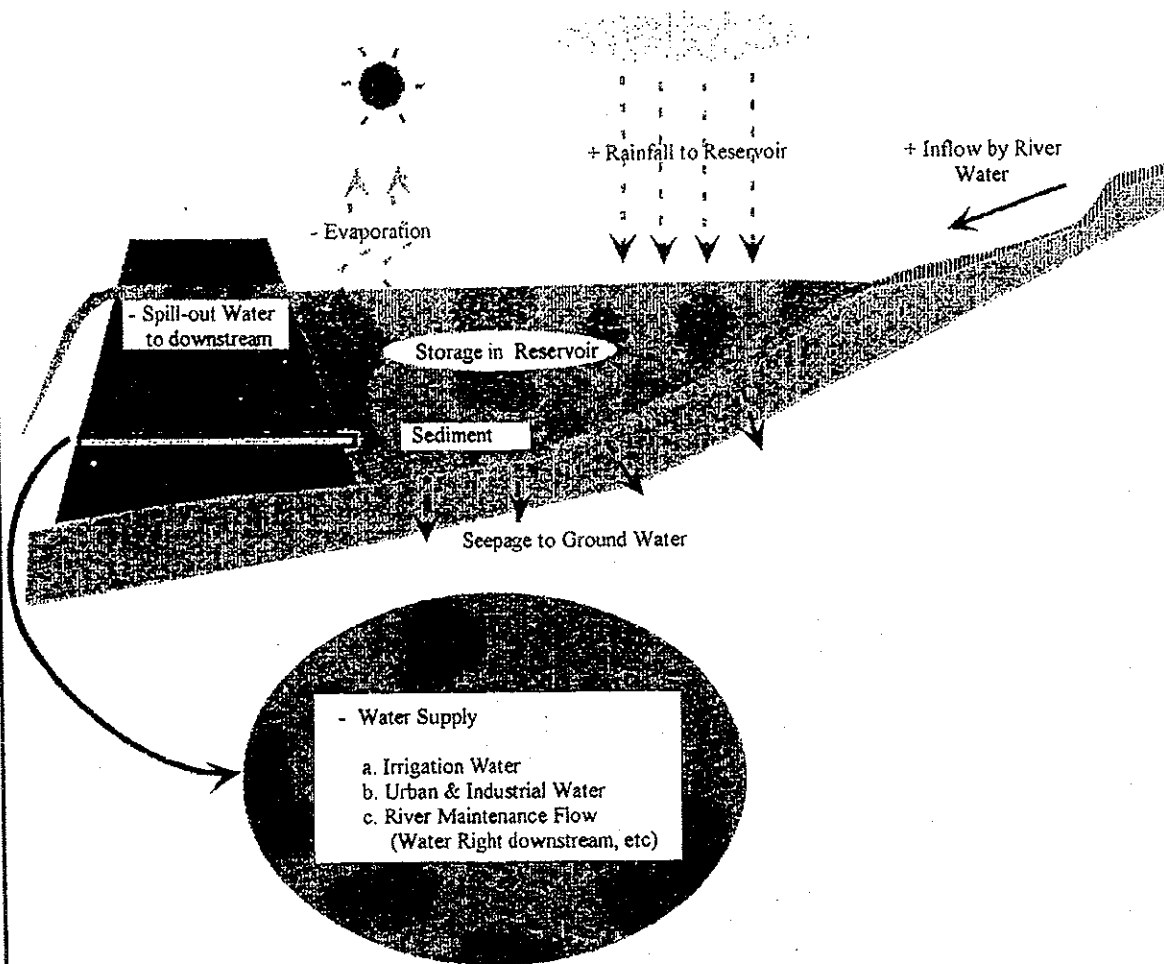 + Rainfall to Reservoir
+ Inflow by River
Water
- Evaporation
- Spill-out Water
to downstream
Storage in Reservoir
Sediment
Seepage to Ground Water
- Water Supply
a. Irrigation Water
b. Urban & Industrial Water
c. River Maintenance Flow
(Water Right downstream, etc)